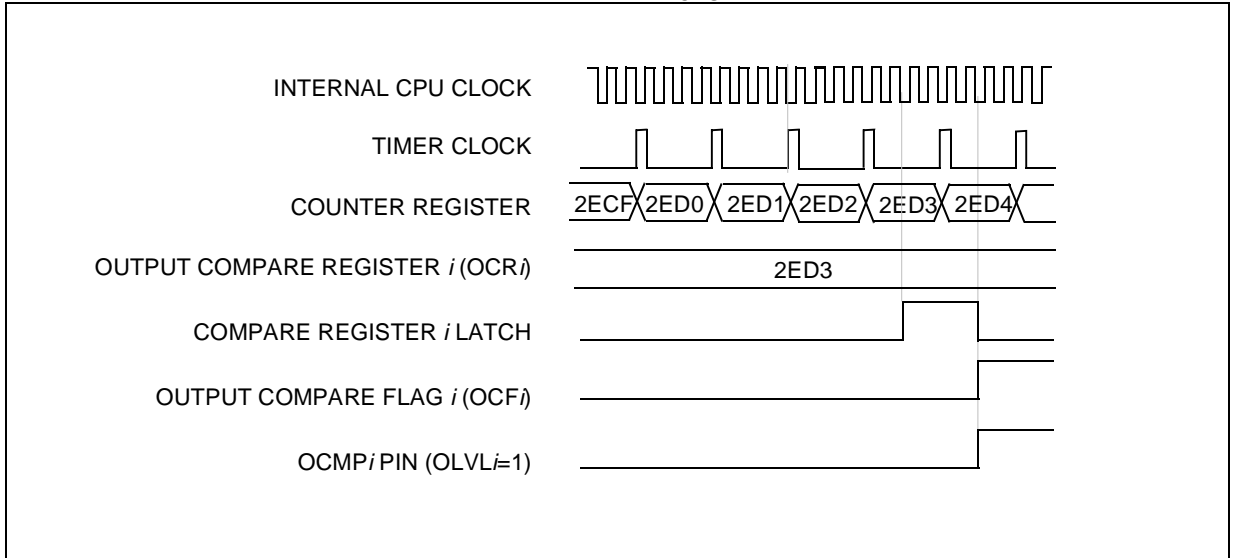 INTERNAL CPU CLOCK
TIMER CLOCK
COUNTER REGISTER
2ECF 2ED0 2ED1 2ED2 2ED3 2ED4
OUTPUT COMPARE REGISTER i (OCRi)
2ED3
COMPARE REGISTER i LATCH
OUTPUT COMPARE FLAG i (OCFi)
OCMPi PIN (OLVLi=1)